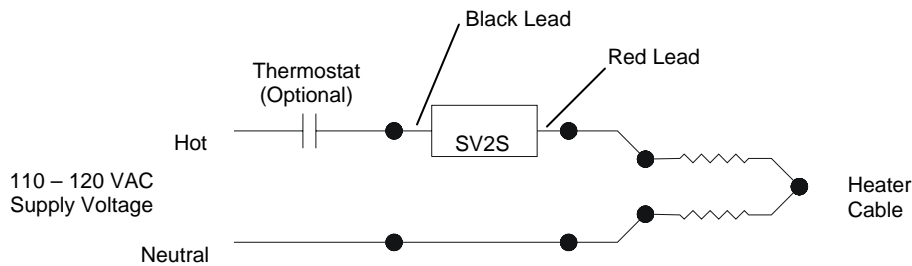 Black Lead
Red Lead
Thermostat
(Optional)
Hot
SV2S
110 – 120 VAC
Supply Voltage
Heater
Cable
Neutral